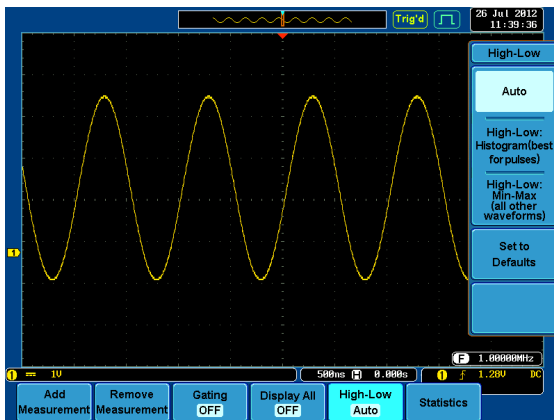 Trig'd
26 Jul 2012
11:39:36
High-Low
Auto
High-Low:
Histogram(best
for pulses)
High-Low:
Min-Max
(all other
waveforms)
Set to
Defaults
1
F 1.00000MHz
1 1V
500ns H 0.000s
1 1.28V DC
Add
Measurement
Remove
Measurement
Gating
OFF
Display All
OFF
High-Low
Auto
Statistics